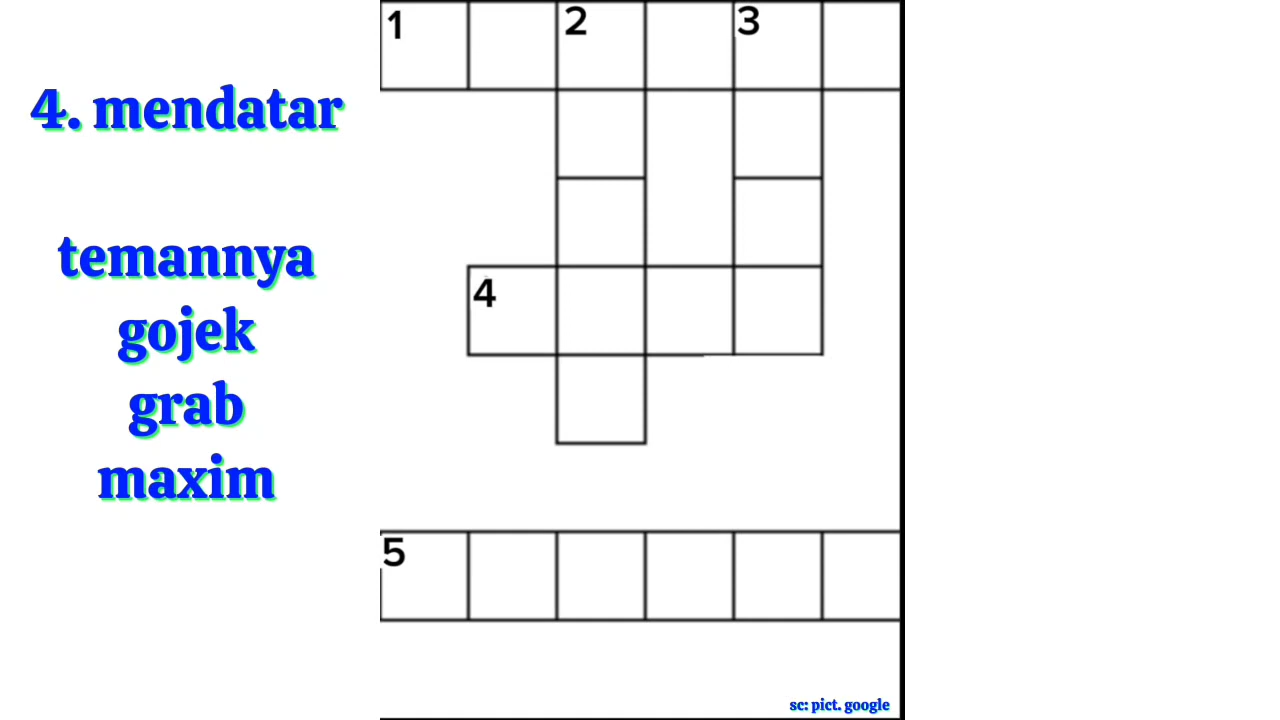 4. mendatar
temannya
gojek
grab
maxim
1 2 3
4
5
sc: pict. google